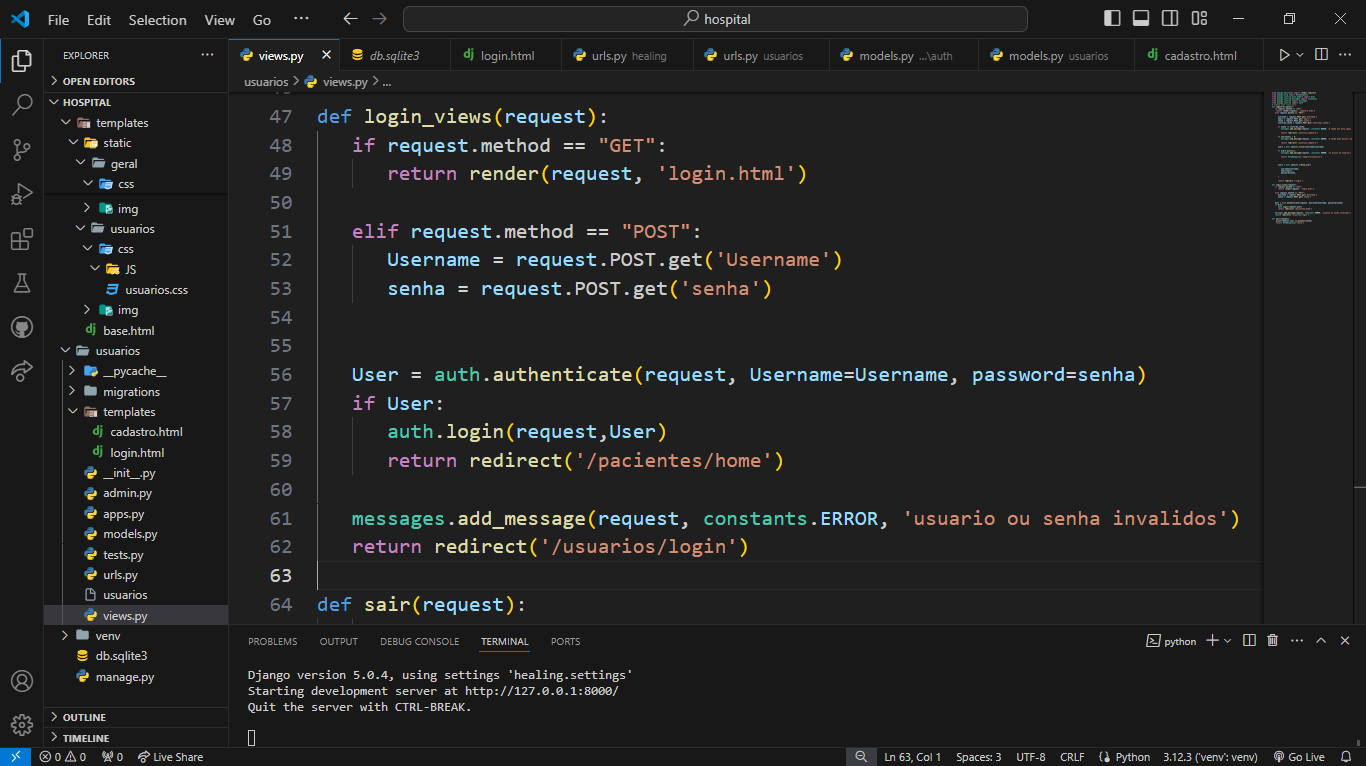 File Edit Selection View Go ··· hospital
EXPLORER ···
OPEN EDITORS
HOSPITAL
templates
static
geral
css
img
usuarios
css
JS
usuarios.css
img
base.html
usuarios
__pycache__
migrations
templates
cadastro.html
login.html
__init__.py
admin.py
apps.py
models.py
tests.py
urls.py
usuarios
views.py
venv
db.sqlite3
manage.py
OUTLINE
TIMELINE
views.py db.sqlite3 login.html urls.py healing urls.py usuarios models.py ...\auth models.py usuarios cadastro.html
usuarios > views.py > ...
47 def login_views(request):
48 if request.method == "GET":
49 return render(request, 'login.html')
50
51 elif request.method == "POST":
52 Username = request.POST.get('Username')
53 senha = request.POST.get('senha')
54
55
56 User = auth.authenticate(request, Username=Username, password=senha)
57 if User:
58 auth.login(request,User)
59 return redirect('/pacientes/home')
60
61 messages.add_message(request, constants.ERROR, 'usuario ou senha invalidos')
62 return redirect('/usuarios/login')
63
64 def sair(request):
PROBLEMS OUTPUT DEBUG CONSOLE TERMINAL PORTS python
Django version 5.0.4, using settings 'healing.settings'
Starting development server at http://127.0.0.1:8000/
Quit the server with CTRL-BREAK.
0 0 0 Live Share Ln 63, Col 1 Spaces: 3 UTF-8 CRLF Python 3.12.3 ('venv': venv) Go Live